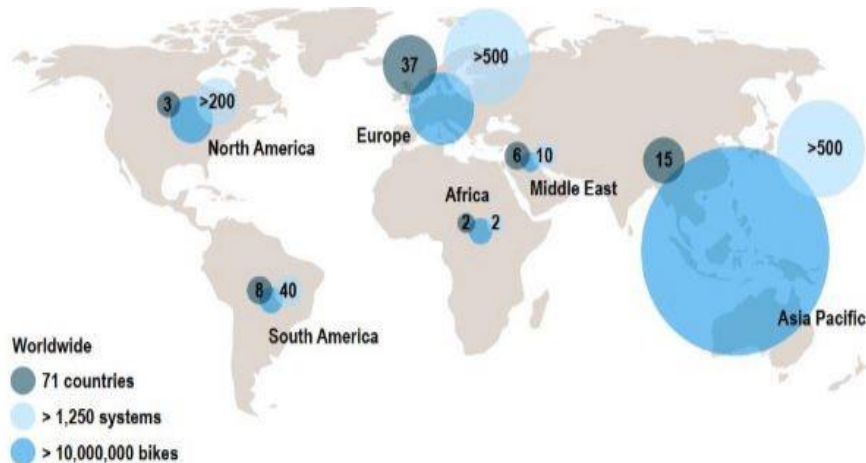 37
>500
3
>200
North America
Europe
6
10
Middle East
15
>500
Africa
2
2
8
40
South America
Asia Pacific
Worldwide
71 countries
> 1,250 systems
> 10,000,000 bikes